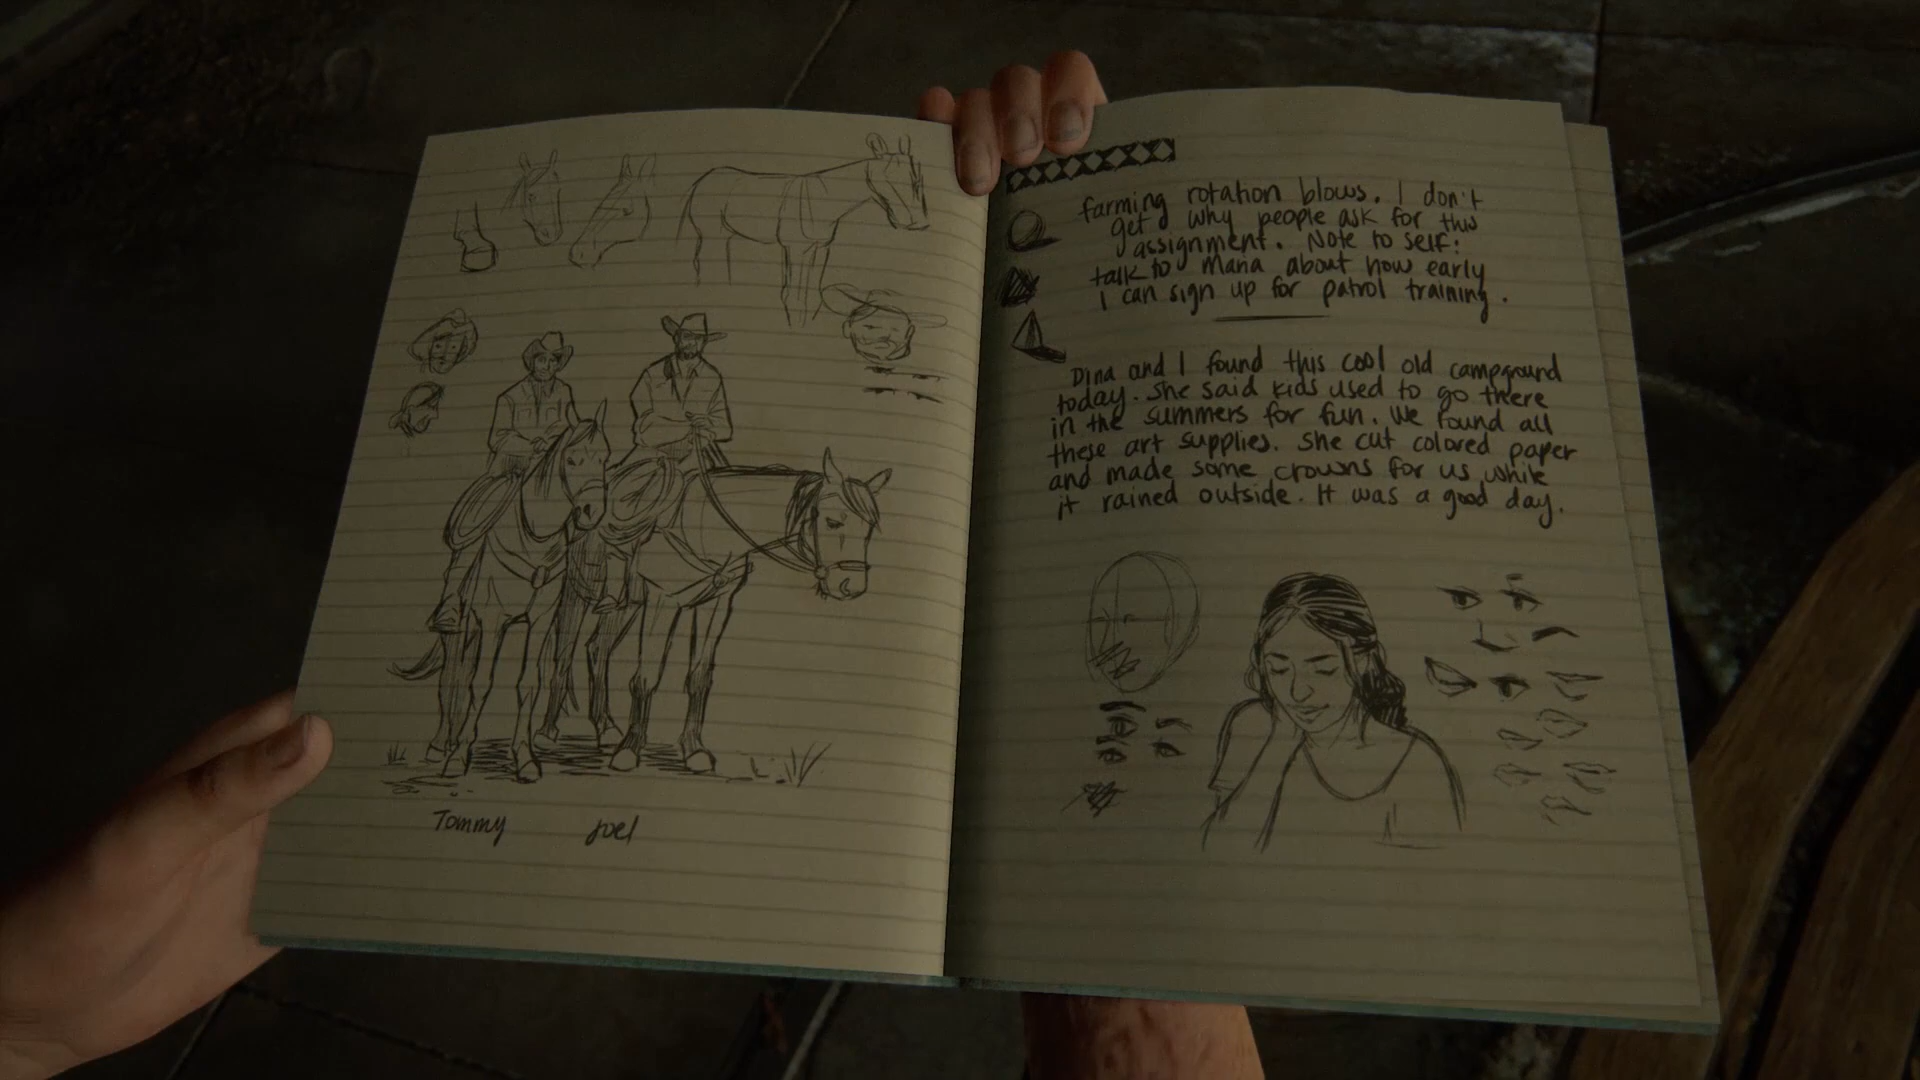 Tommy
Joel
farming rotation blows. I don't
get why people ask for this
assignment. Note to self:
talk to Maria about how early
I can sign up for patrol training.
Dina and I found this cool old campground
today. She said kids used to go there
in the summers for fun. We found all
these art supplies. She cut colored paper
and made some crowns for us while
it rained outside. It was a good day.